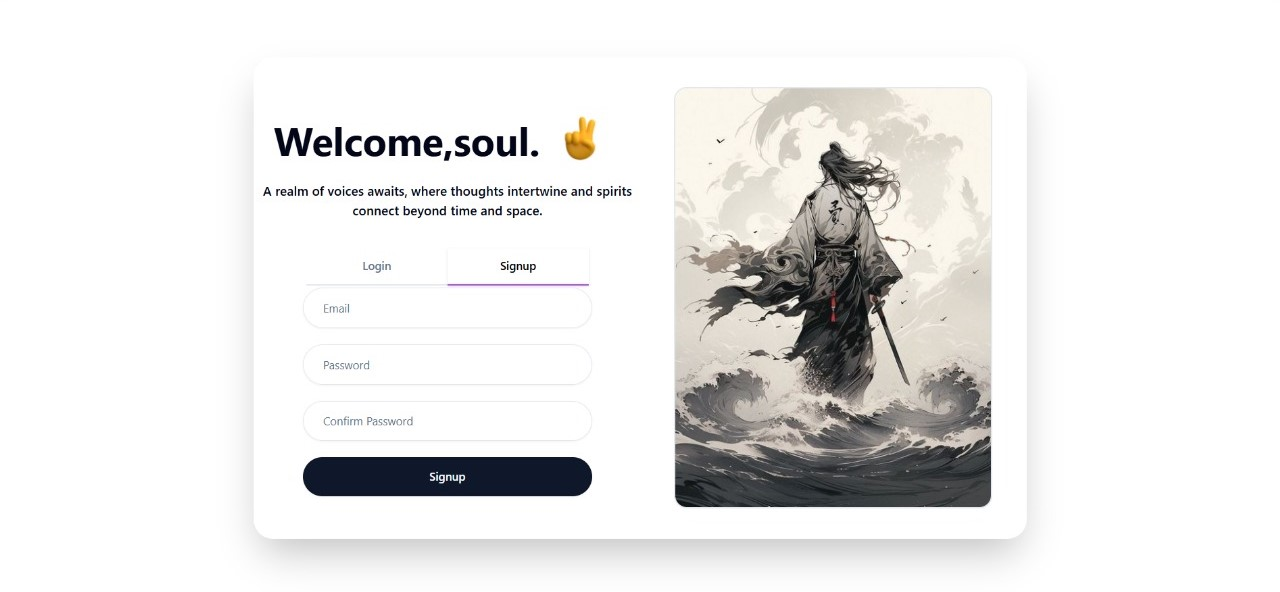 Welcome,soul. ✌️
A realm of voices awaits, where thoughts intertwine and spirits
connect beyond time and space.
Login
Signup
Email
Password
Confirm Password
Signup